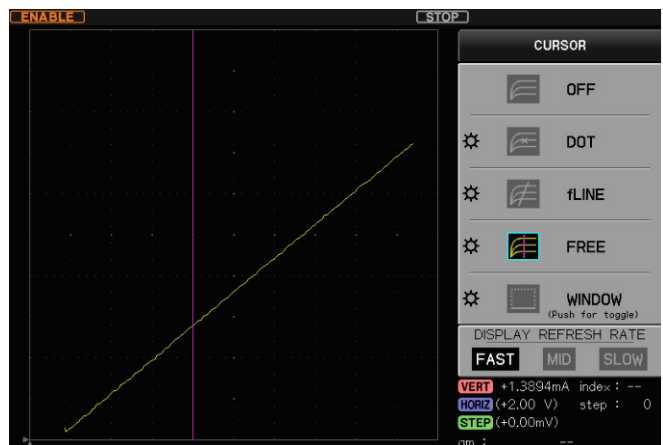 ENABLE STOP
CURSOR
OFF
DOT
fLINE
FREE
WINDOW
(Push for toggle)
DISPLAY REFRESH RATE
FAST MID SLOW
VERT +1.3894mA index: --
HORIZ (+2.00 V) step: 0
STEP (+0.00mV)
gm : --